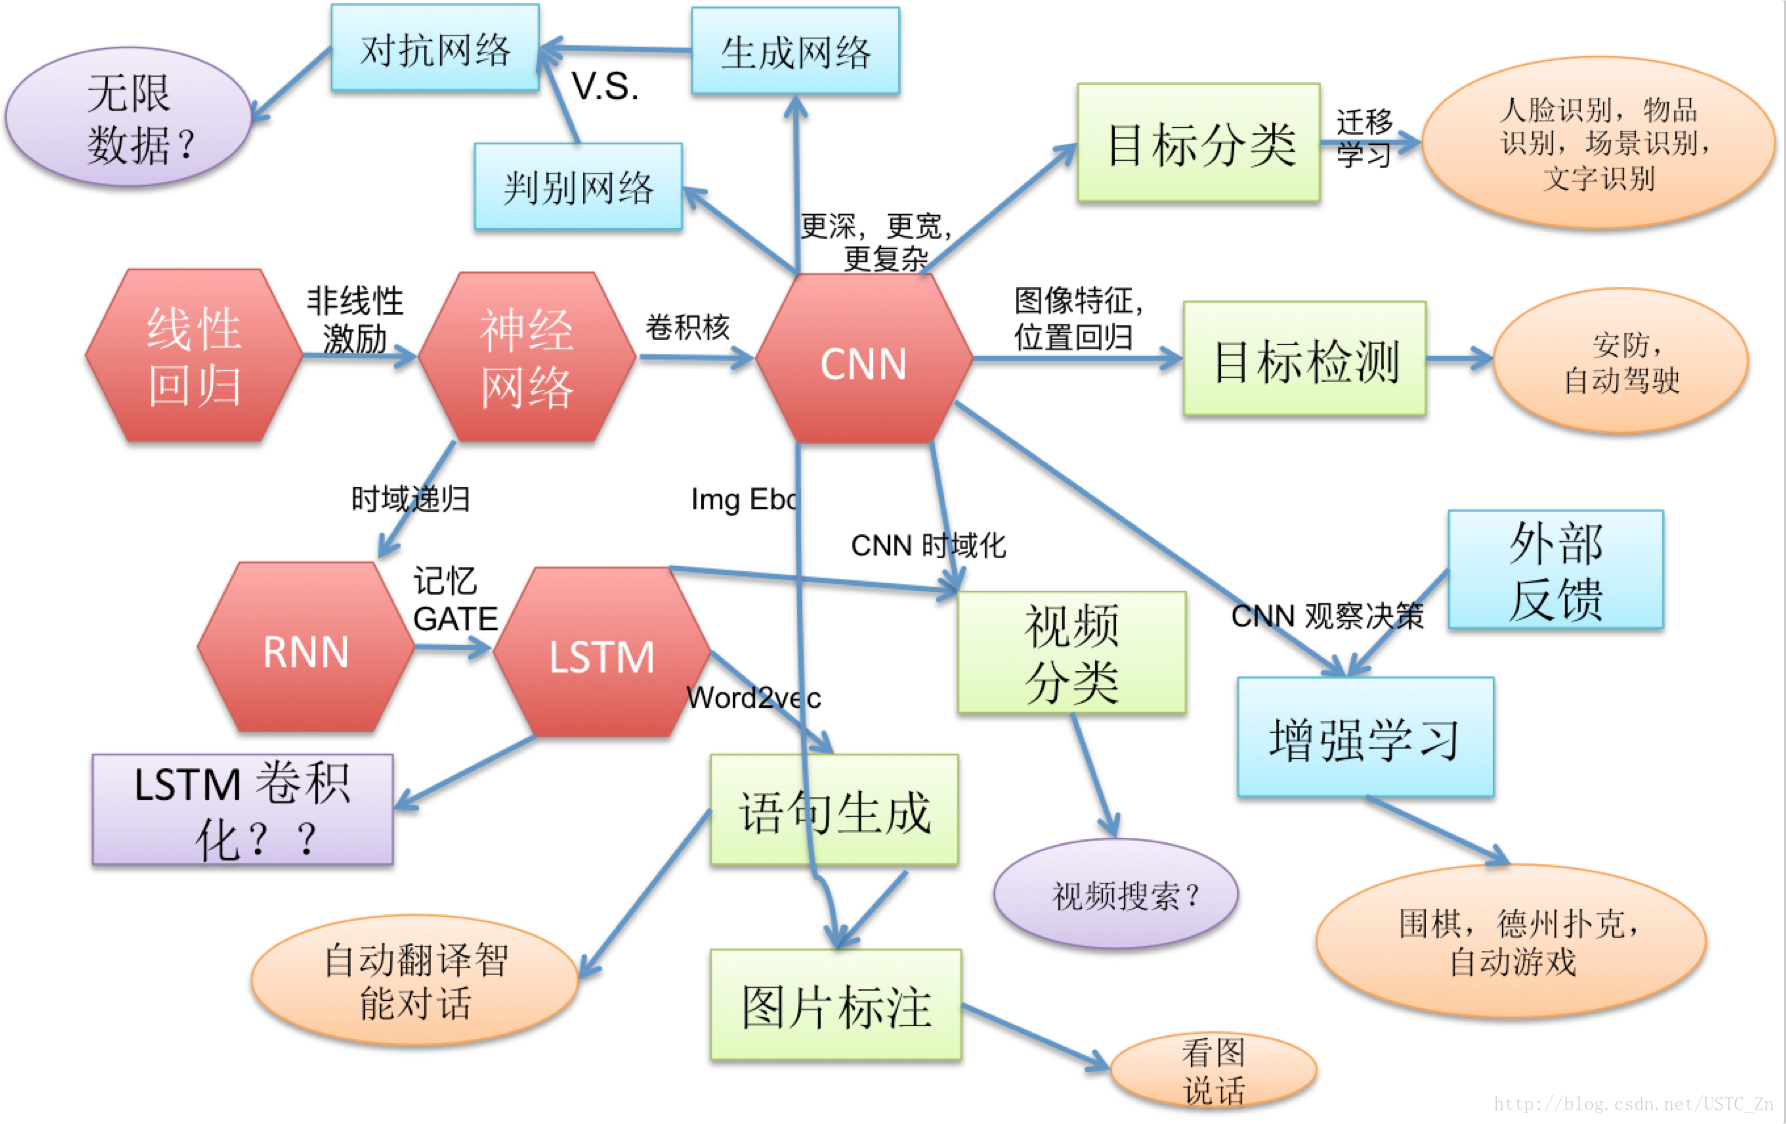 对抗网络
生成网络
无限
数据？
V.S.
判别网络
目标分类
迁移
学习
人脸识别，物品
识别，场景识别，
文字识别
更深，更宽，
更复杂
线性
回归
非线性
激励
神经
网络
卷积核
CNN
图像特征，
位置回归
目标检测
安防，
自动驾驶
时域递归
Img Ebd
CNN 时域化
外部
反馈
记忆
GATE
RNN
LSTM
视频
分类
CNN 观察决策
Word2vec
增强学习
LSTM 卷积
化？？
语句生成
视频搜索？
围棋，德州扑克，
自动游戏
自动翻译智
能对话
图片标注
看图
说话
http://blog.csdn.net/USTC_Zn